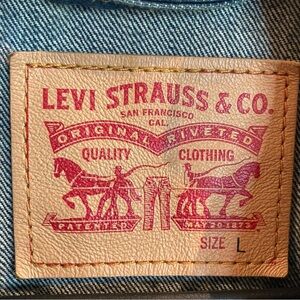 LEVI STRAUSS & CO.
SAN FRANCISCO
CAL.
ORIGINAL RIVETED
QUALITY CLOTHING
PATENTED MAY 20 1873
SIZE L